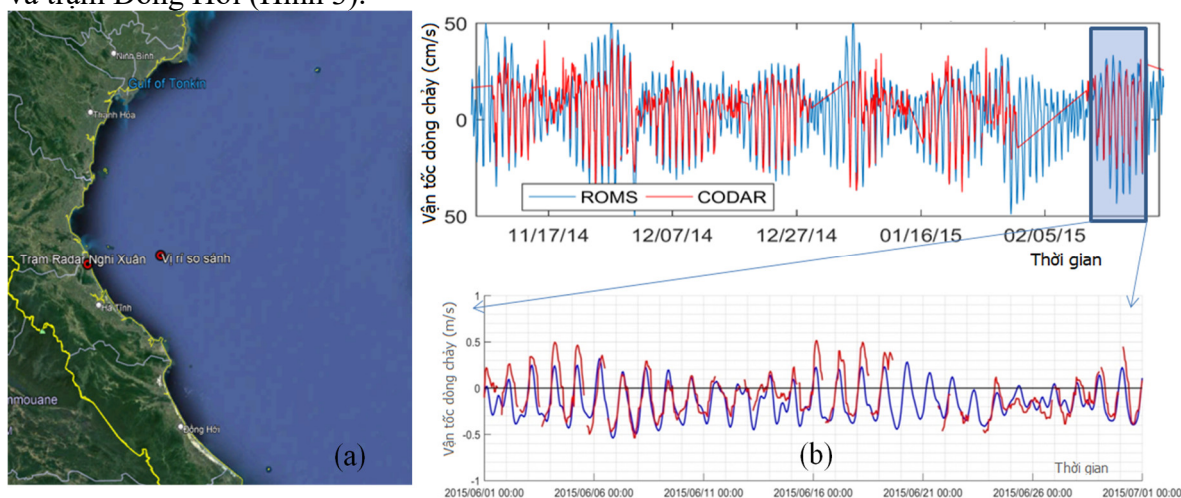 và trạm Đồng Hới (Hình 3).
Ninh Bình
Gulf of Tonkin
Thanh Hóa
Trạm Radar Nghi Xuân
Vị rí so sánh
Hà Tĩnh
nmouane
Đồng Hới
(a)
Vận tốc dòng chảy (cm/s)
50
0
50
ROMS
CODAR
11/17/14 12/07/14 12/27/14 01/16/15 02/05/15
Thời gian
Vận tốc dòng chảy (m/s)
1
0.5
0
-0.5
-1
(b)
Thời gian
2015/06/01 00:00 2015/06/06 00:00 2015/06/11 00:00 2015/06/16 00:00 2015/06/21 00:00 2015/06/26 00:00 2015/07/01 00:00